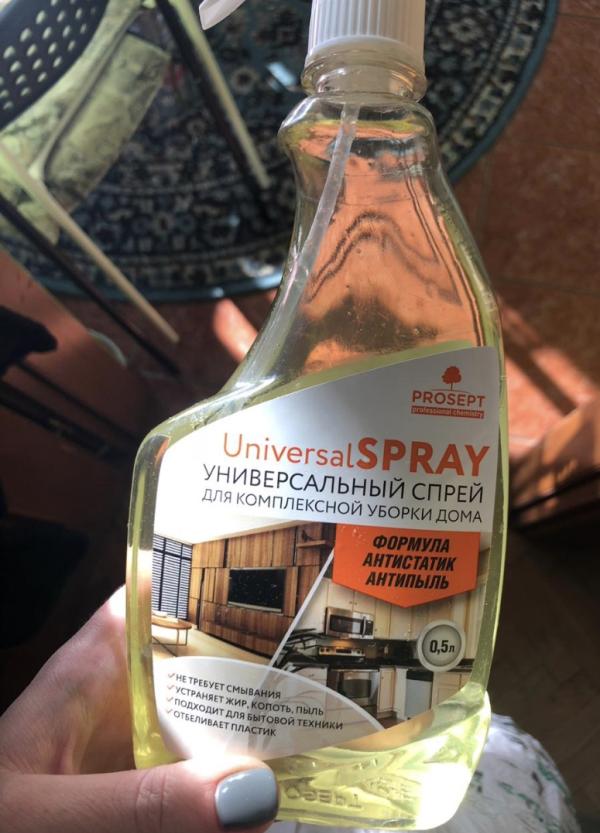 PROSEPT
professional chemistry
UniversalSPRAY
УНИВЕРСАЛЬНЫЙ СПРЕЙ
ДЛЯ КОМПЛЕКСНОЙ УБОРКИ ДОМА
ФОРМУЛА
АНТИСТАТИК
АНТИПЫЛЬ
0,5л
НЕ ТРЕБУЕТ СМЫВАНИЯ
УСТРАНЯЕТ ЖИР, КОПОТЬ, ПЫЛЬ
ПОДХОДИТ ДЛЯ БЫТОВОЙ ТЕХНИКИ
ОТБЕЛИВАЕТ ПЛАСТИК